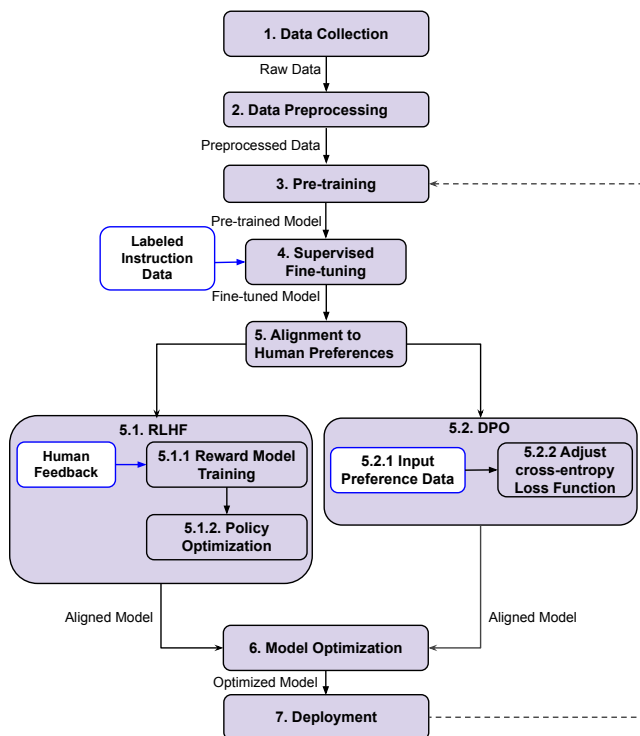 1. Data Collection
Raw Data
2. Data Preprocessing
Preprocessed Data
3. Pre-training
Pre-trained Model
Labeled
Instruction
Data
4. Supervised
Fine-tuning
Fine-tuned Model
5. Alignment to
Human Preferences
5.1. RLHF
Human
Feedback
5.1.1 Reward Model
Training
5.1.2. Policy
Optimization
5.2. DPO
5.2.1 Input
Preference Data
5.2.2 Adjust
cross-entropy
Loss Function
Aligned Model
Aligned Model
6. Model Optimization
Optimized Model
7. Deployment